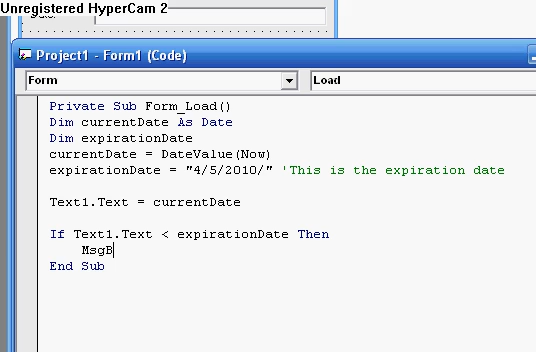 Unregistered HyperCam 2
Project1 - Form1 (Code)
Form
Load
Private Sub Form_Load()
Dim currentDate As Date
Dim expirationDate
currentDate = DateValue(Now)
expirationDate = "4/5/2010/" 'This is the expiration date
Text1.Text = currentDate
If Text1.Text < expirationDate Then
MsgB
End Sub